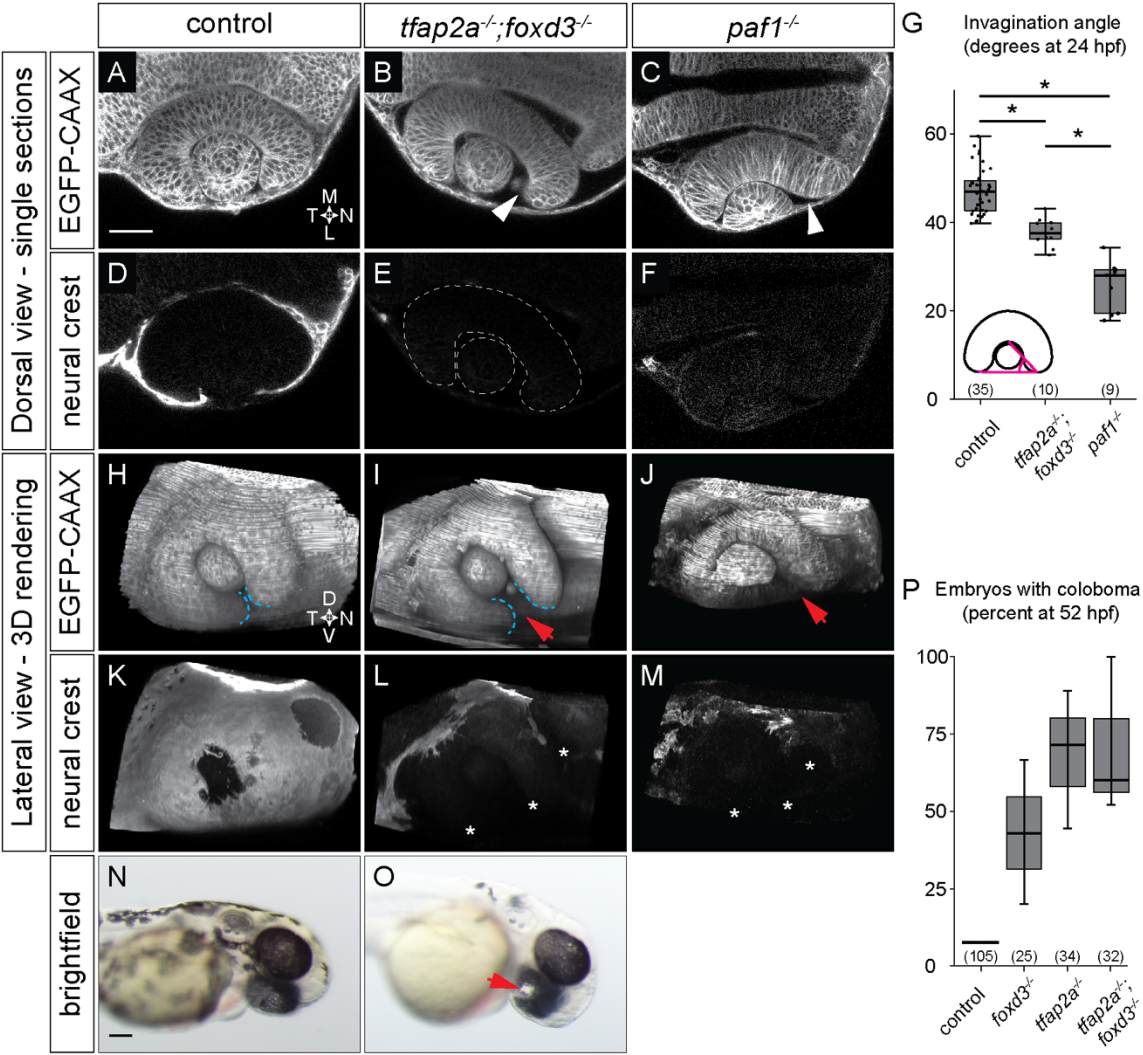 control
tfap2a-/-;foxd3-/-
paf1-/-
Dorsal view - single sections
EGFP-CAAX
A
M
T N
L
B
C
neural crest
D
E
F
G
Invagination angle
(degrees at 24 hpf)
*
* *
60
40
20
0
(35) (10) (9)
control
tfap2a-/-;
foxd3-/-
paf1-/-
Lateral view - 3D rendering
EGFP-CAAX
H
D
T N
V
I
J
neural crest
K
L
* * *
M
* * *
brightfield
N
O
P
Embryos with coloboma
(percent at 52 hpf)
100
75
50
25
0
(105) (25) (34) (32)
control
foxd3-/-
tfap2a-/-
tfap2a-/-;
foxd3-/-